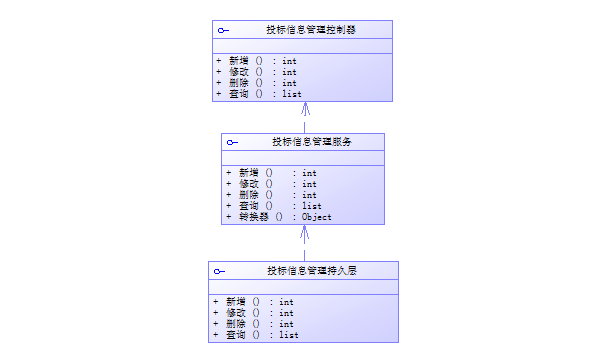 投标信息管理控制器
+ 新增 () : int
+ 修改 () : int
+ 删除 () : int
+ 查询 () : list
投标信息管理服务
+ 新增 () : int
+ 修改 () : int
+ 删除 () : int
+ 查询 () : list
+ 转换器 () : Object
投标信息管理持久层
+ 新增 () : int
+ 修改 () : int
+ 删除 () : int
+ 查询 () : list